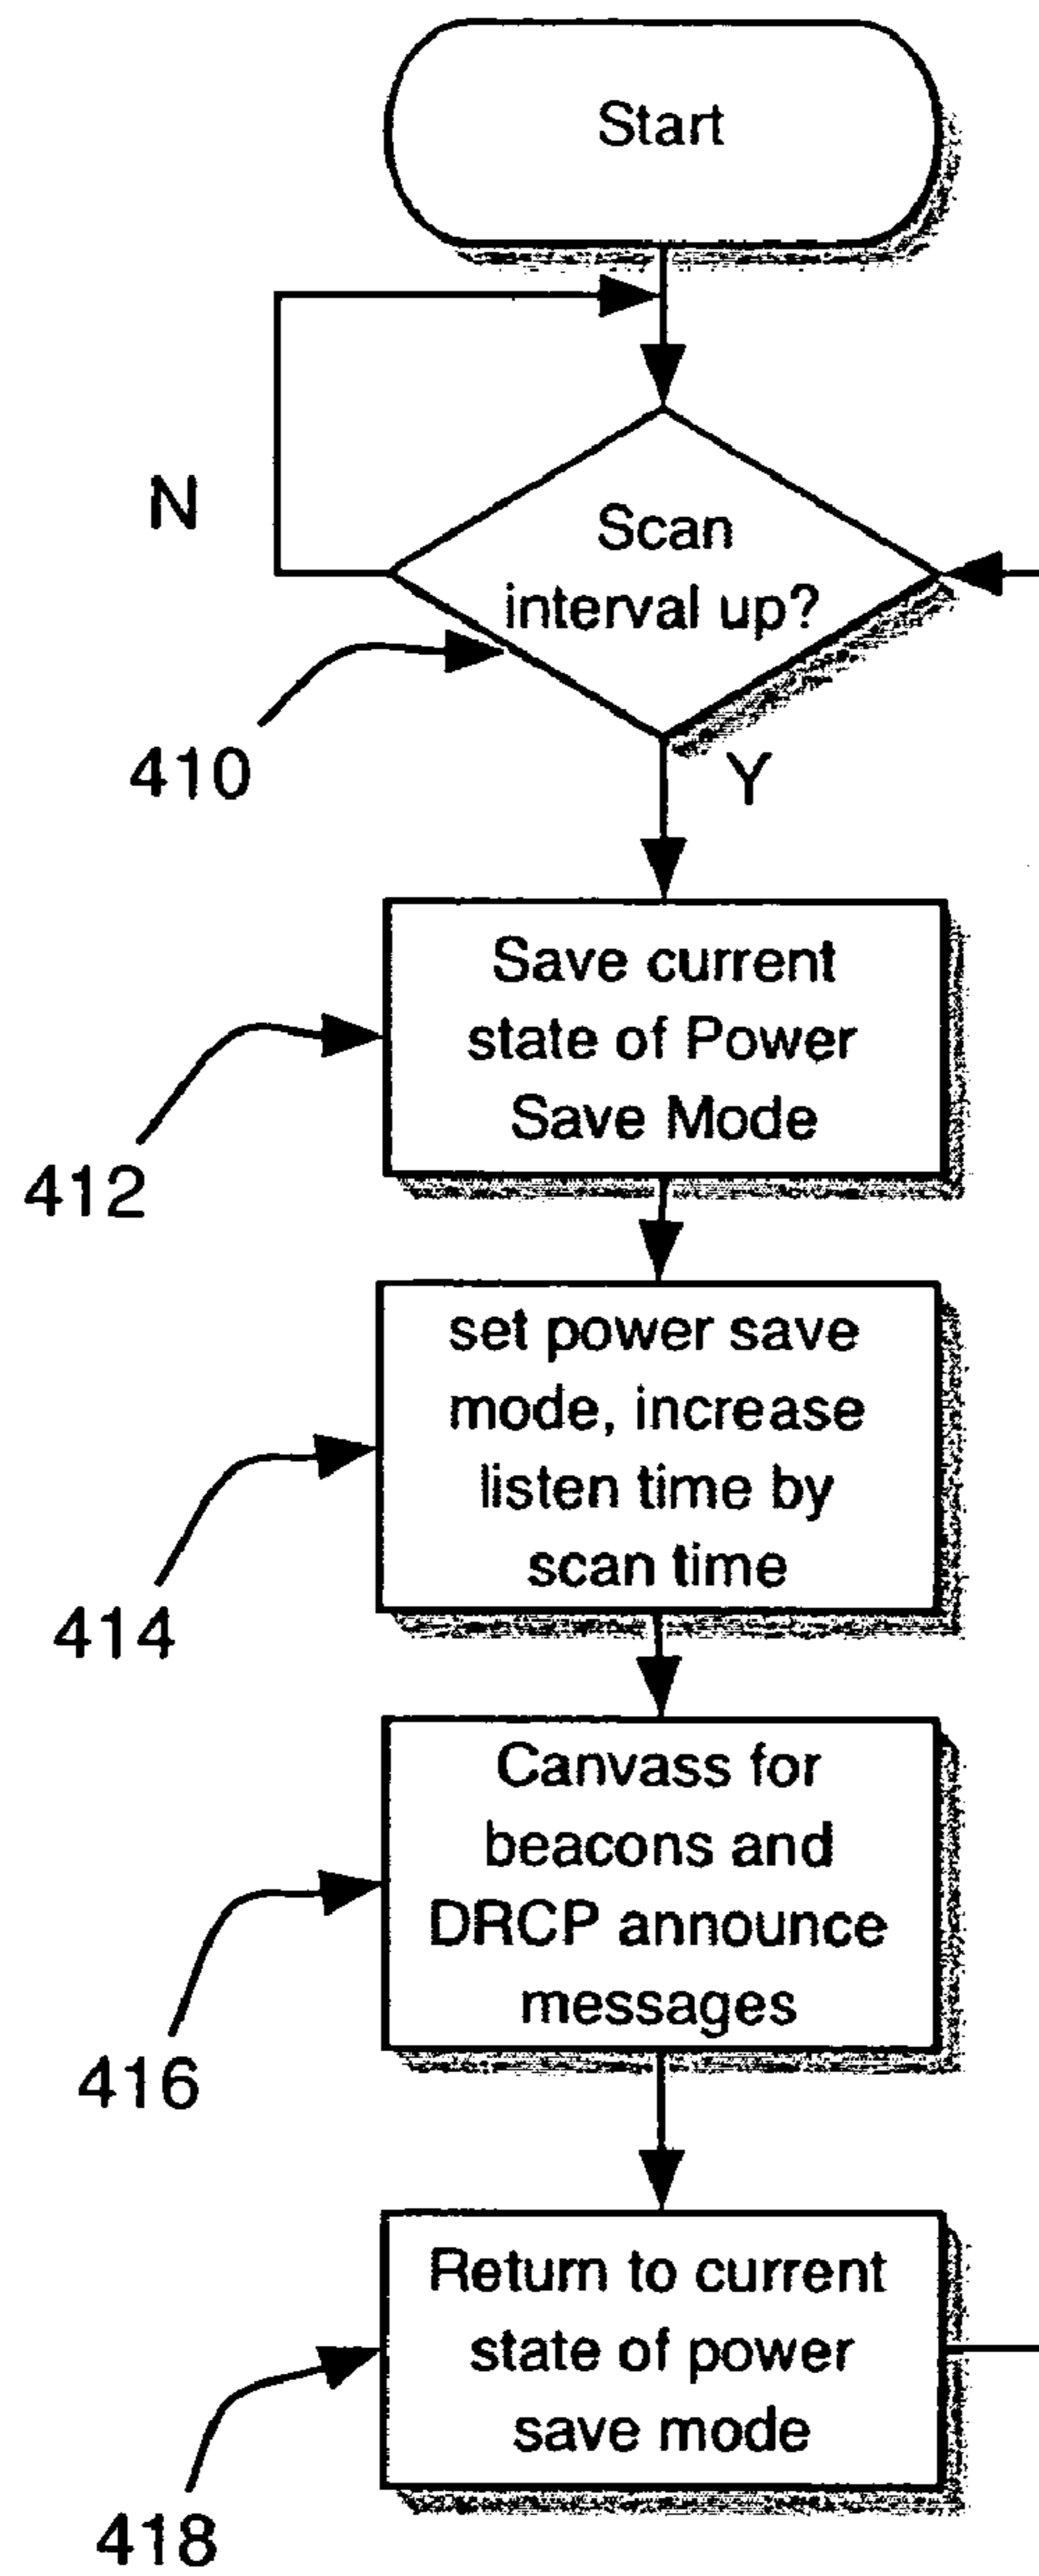 Start
N
Scan
interval up?
410
Y
Save current
state of Power
Save Mode
412
set power save
mode, increase
listen time by
scan time
414
Canvass for
beacons and
DRCP announce
messages
416
Return to current
state of power
save mode
418